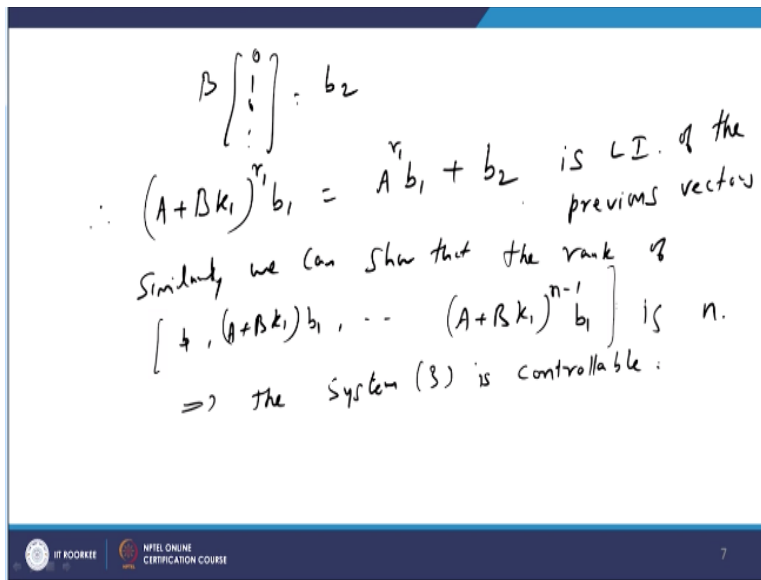 B [0 1 ⋮] = b2
∴ (A + BK1)^r1 b1 = A^r1 b1 + b2 is LI. of the
previous vectors
Similarly we can show that the rank of
[b, (A+BK1) b1, .. (A+BK1)^n-1 b1] is n.
=> the system (3) is controllable.
IIT ROORKEE
NPTEL ONLINE
CERTIFICATION COURSE
7